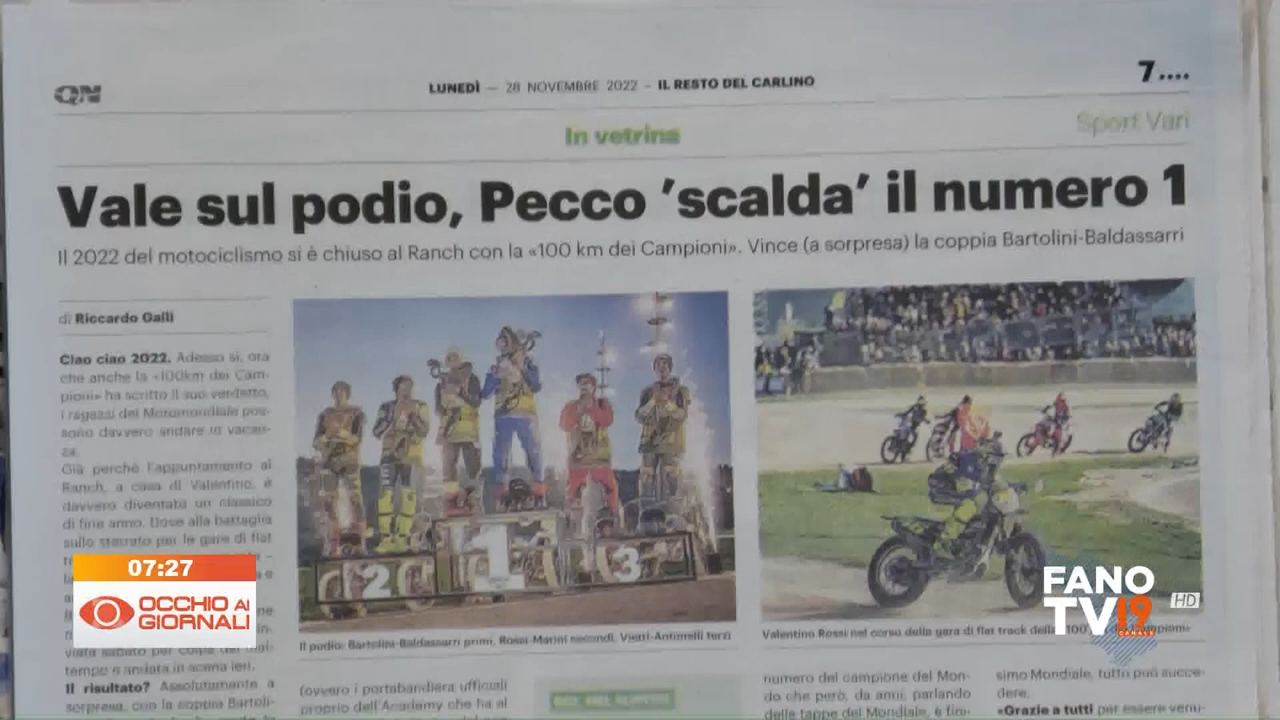 QN
LUNEDÌ — 28 NOVEMBRE 2022 – IL RESTO DEL CARLINO
7....
In vetrina
Sport Vari
Vale sul podio, Pecco 'scalda' il numero 1
Il 2022 del motociclismo si è chiuso al Ranch con la «100 km dei Campioni». Vince (a sorpresa) la coppia Bartolini-Baldassarri
di Riccardo Galli
Ciao ciao 2022. Adesso sì, ora
che anche la «100km dei Cam-
pioni» ha scritto il suo verdetto,
i ragazzi del Motomondiale pos-
sono davvero andare in vacan-
za.
Già perché l'appuntamento al
Ranch, a casa di Valentino, è
davvero diventato un classico
di fine anno. Dose alla battaglia
sullo sterrato per le gare di flat
viata sabato per colpa del mal-
tempo e andata in scena ieri.
Il risultato? Assolutamente a
sorpresa, con la coppia Bartoli-
2
1
3
Il podio: Bartolini-Baldassarri primi, Rossi-Marini secondi, Vietti-Antonelli terzi
Valentino Rossi nel corso della gara di flat track della «100
(ovvero i portabandiera ufficiali
proprio dell'Academy che ha al
numero del campione del Mon-
do che però, da anni, parlando
delle tappe del Mondiale, è fini-
simo Mondiale, tutto può succe-
dere.
«Grazie a tutti per essere venu-
07:27
OCCHIO AI
GIORNALI
FANO
TV 19
CANALE
HD